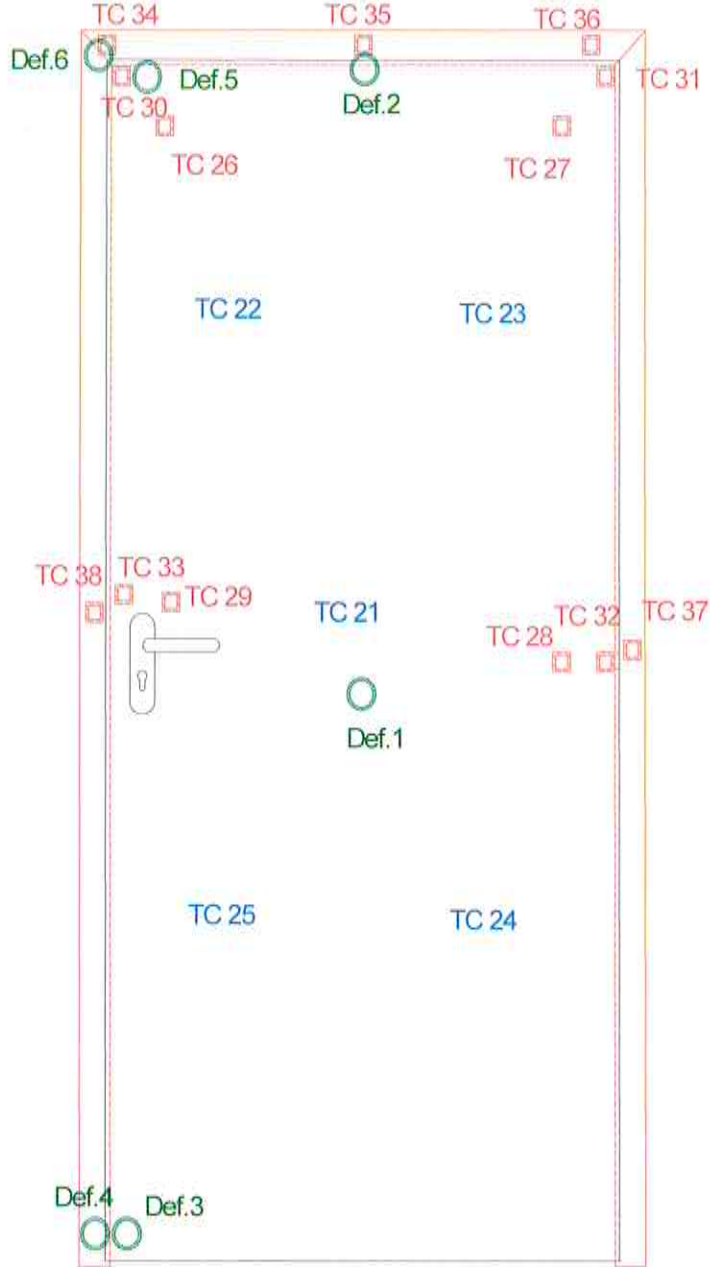 TC 34
TC 35
TC 36
Def.6
Def.5
Def.2
TC 31
TC 30
TC 26
TC 27
TC 22
TC 23
TC 38
TC 33
TC 29
TC 21
TC 28
TC 32
TC 37
Def.1
TC 25
TC 24
Def.4
Def.3